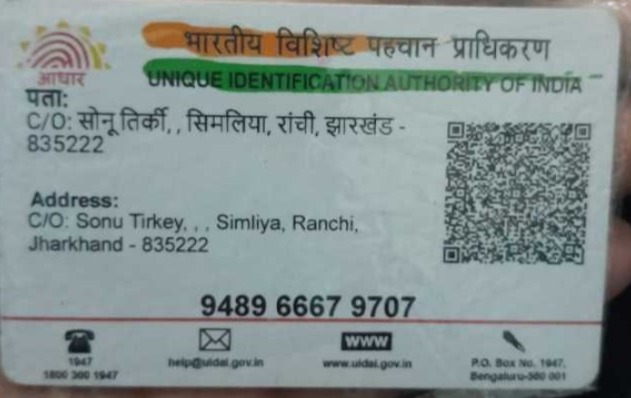 भारतीय विशिष्ट पहचान प्राधिकरण
आधार
UNIQUE IDENTIFICATION AUTHORITY OF INDIA
पता:
C/O: सोनू तिर्की, , सिमलिया, रांची, झारखंड -
835222
Address:
C/O: Sonu Tirkey, , , Simliya, Ranchi,
Jharkhand - 835222
9489 6667 9707
1947
1800 300 1947
help@uidai.gov.in
www
www.uidai.gov.in
P.O. Box No. 1947,
Bengaluru-560 001